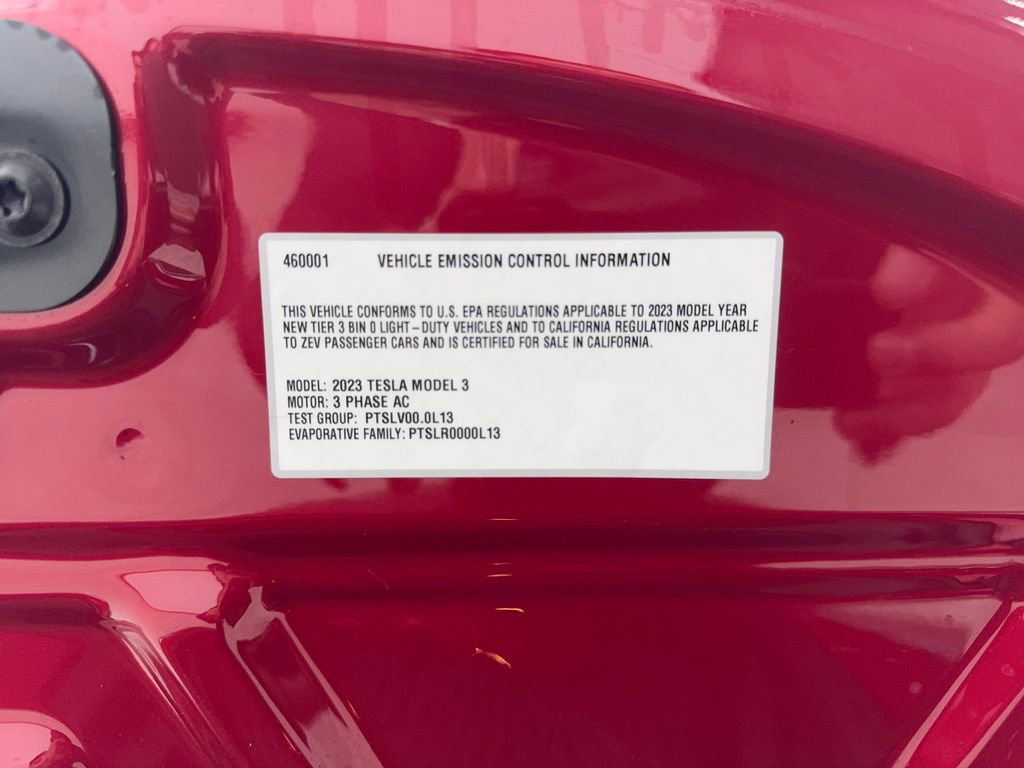 460001 VEHICLE EMISSION CONTROL INFORMATION
THIS VEHICLE CONFORMS TO U.S. EPA REGULATIONS APPLICABLE TO 2023 MODEL YEAR
NEW TIER 3 BIN 0 LIGHT-DUTY VEHICLES AND TO CALIFORNIA REGULATIONS APPLICABLE
TO ZEV PASSENGER CARS AND IS CERTIFIED FOR SALE IN CALIFORNIA.
MODEL: 2023 TESLA MODEL 3
MOTOR: 3 PHASE AC
TEST GROUP: PTSLV00.0L13
EVAPORATIVE FAMILY: PTSLR0000L13